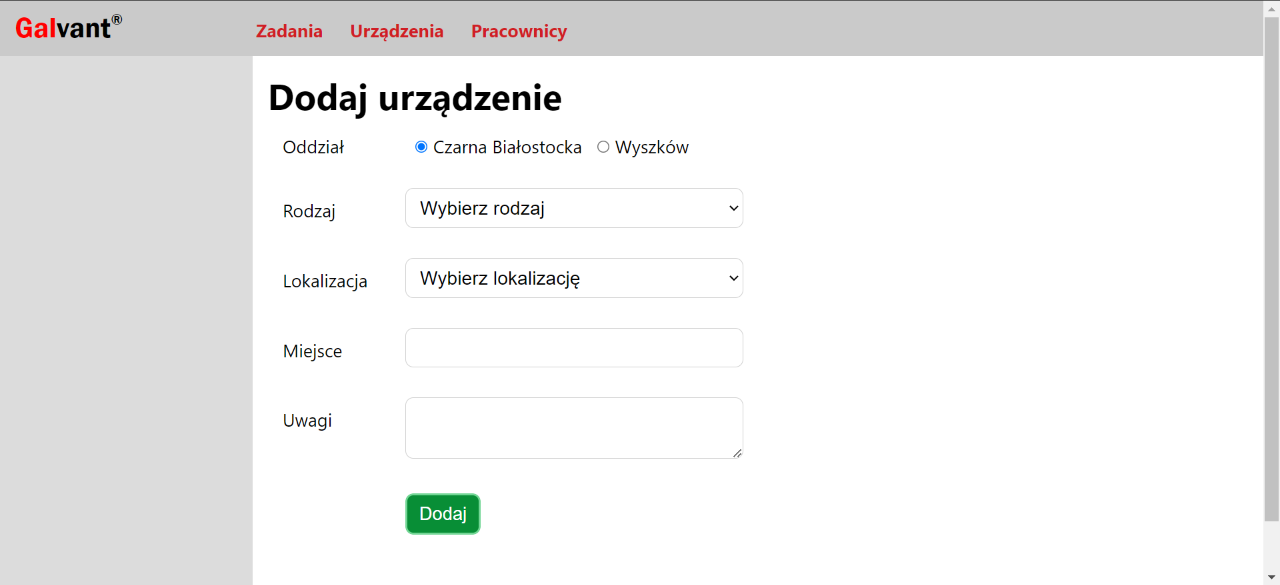 Galvant® Zadania Urządzenia Pracownicy
Dodaj urządzenie
Oddział Czarna Białostocka Wyszków
Rodzaj Wybierz rodzaj
Lokalizacja Wybierz lokalizację
Miejsce
Uwagi
Dodaj